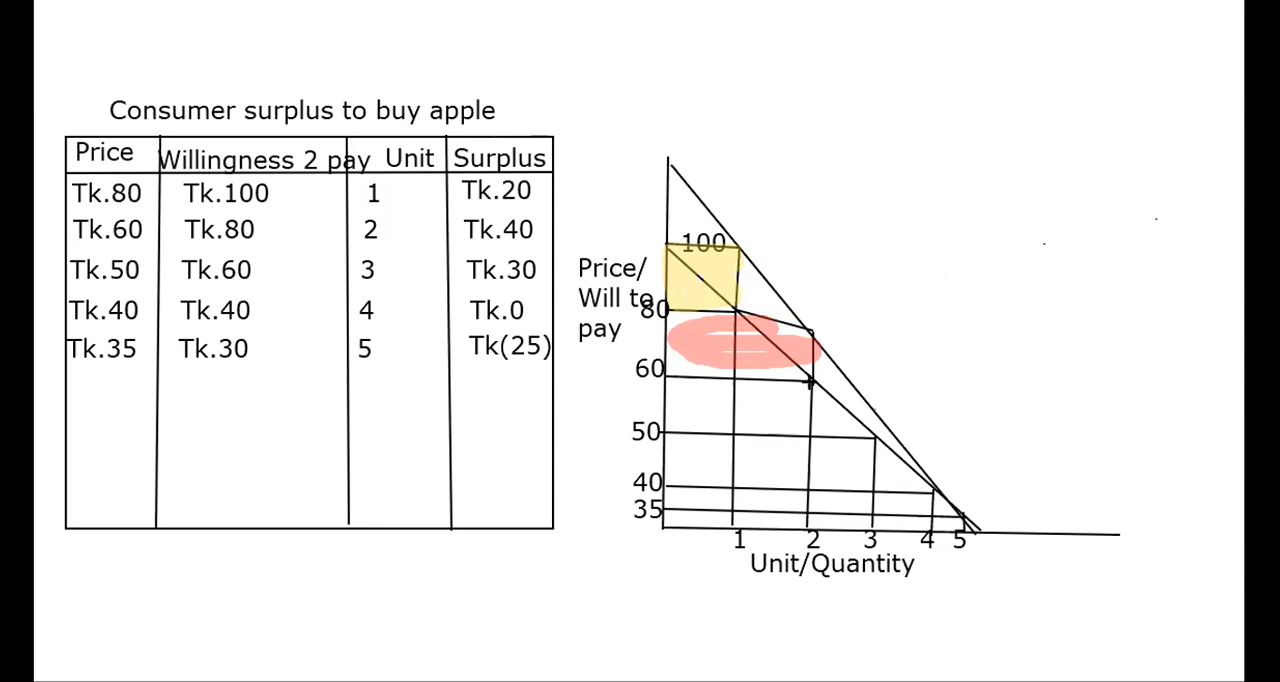 Consumer surplus to buy apple
Price Willingness 2 pay Unit Surplus
Tk.80 Tk.100 1 Tk.20
Tk.60 Tk.80 2 Tk.40
Tk.50 Tk.60 3 Tk.30
Tk.40 Tk.40 4 Tk.0
Tk.35 Tk.30 5 Tk(25)
Price/
Will to
pay
100
80
60
50
40
35
1 2 3 4 5
Unit/Quantity